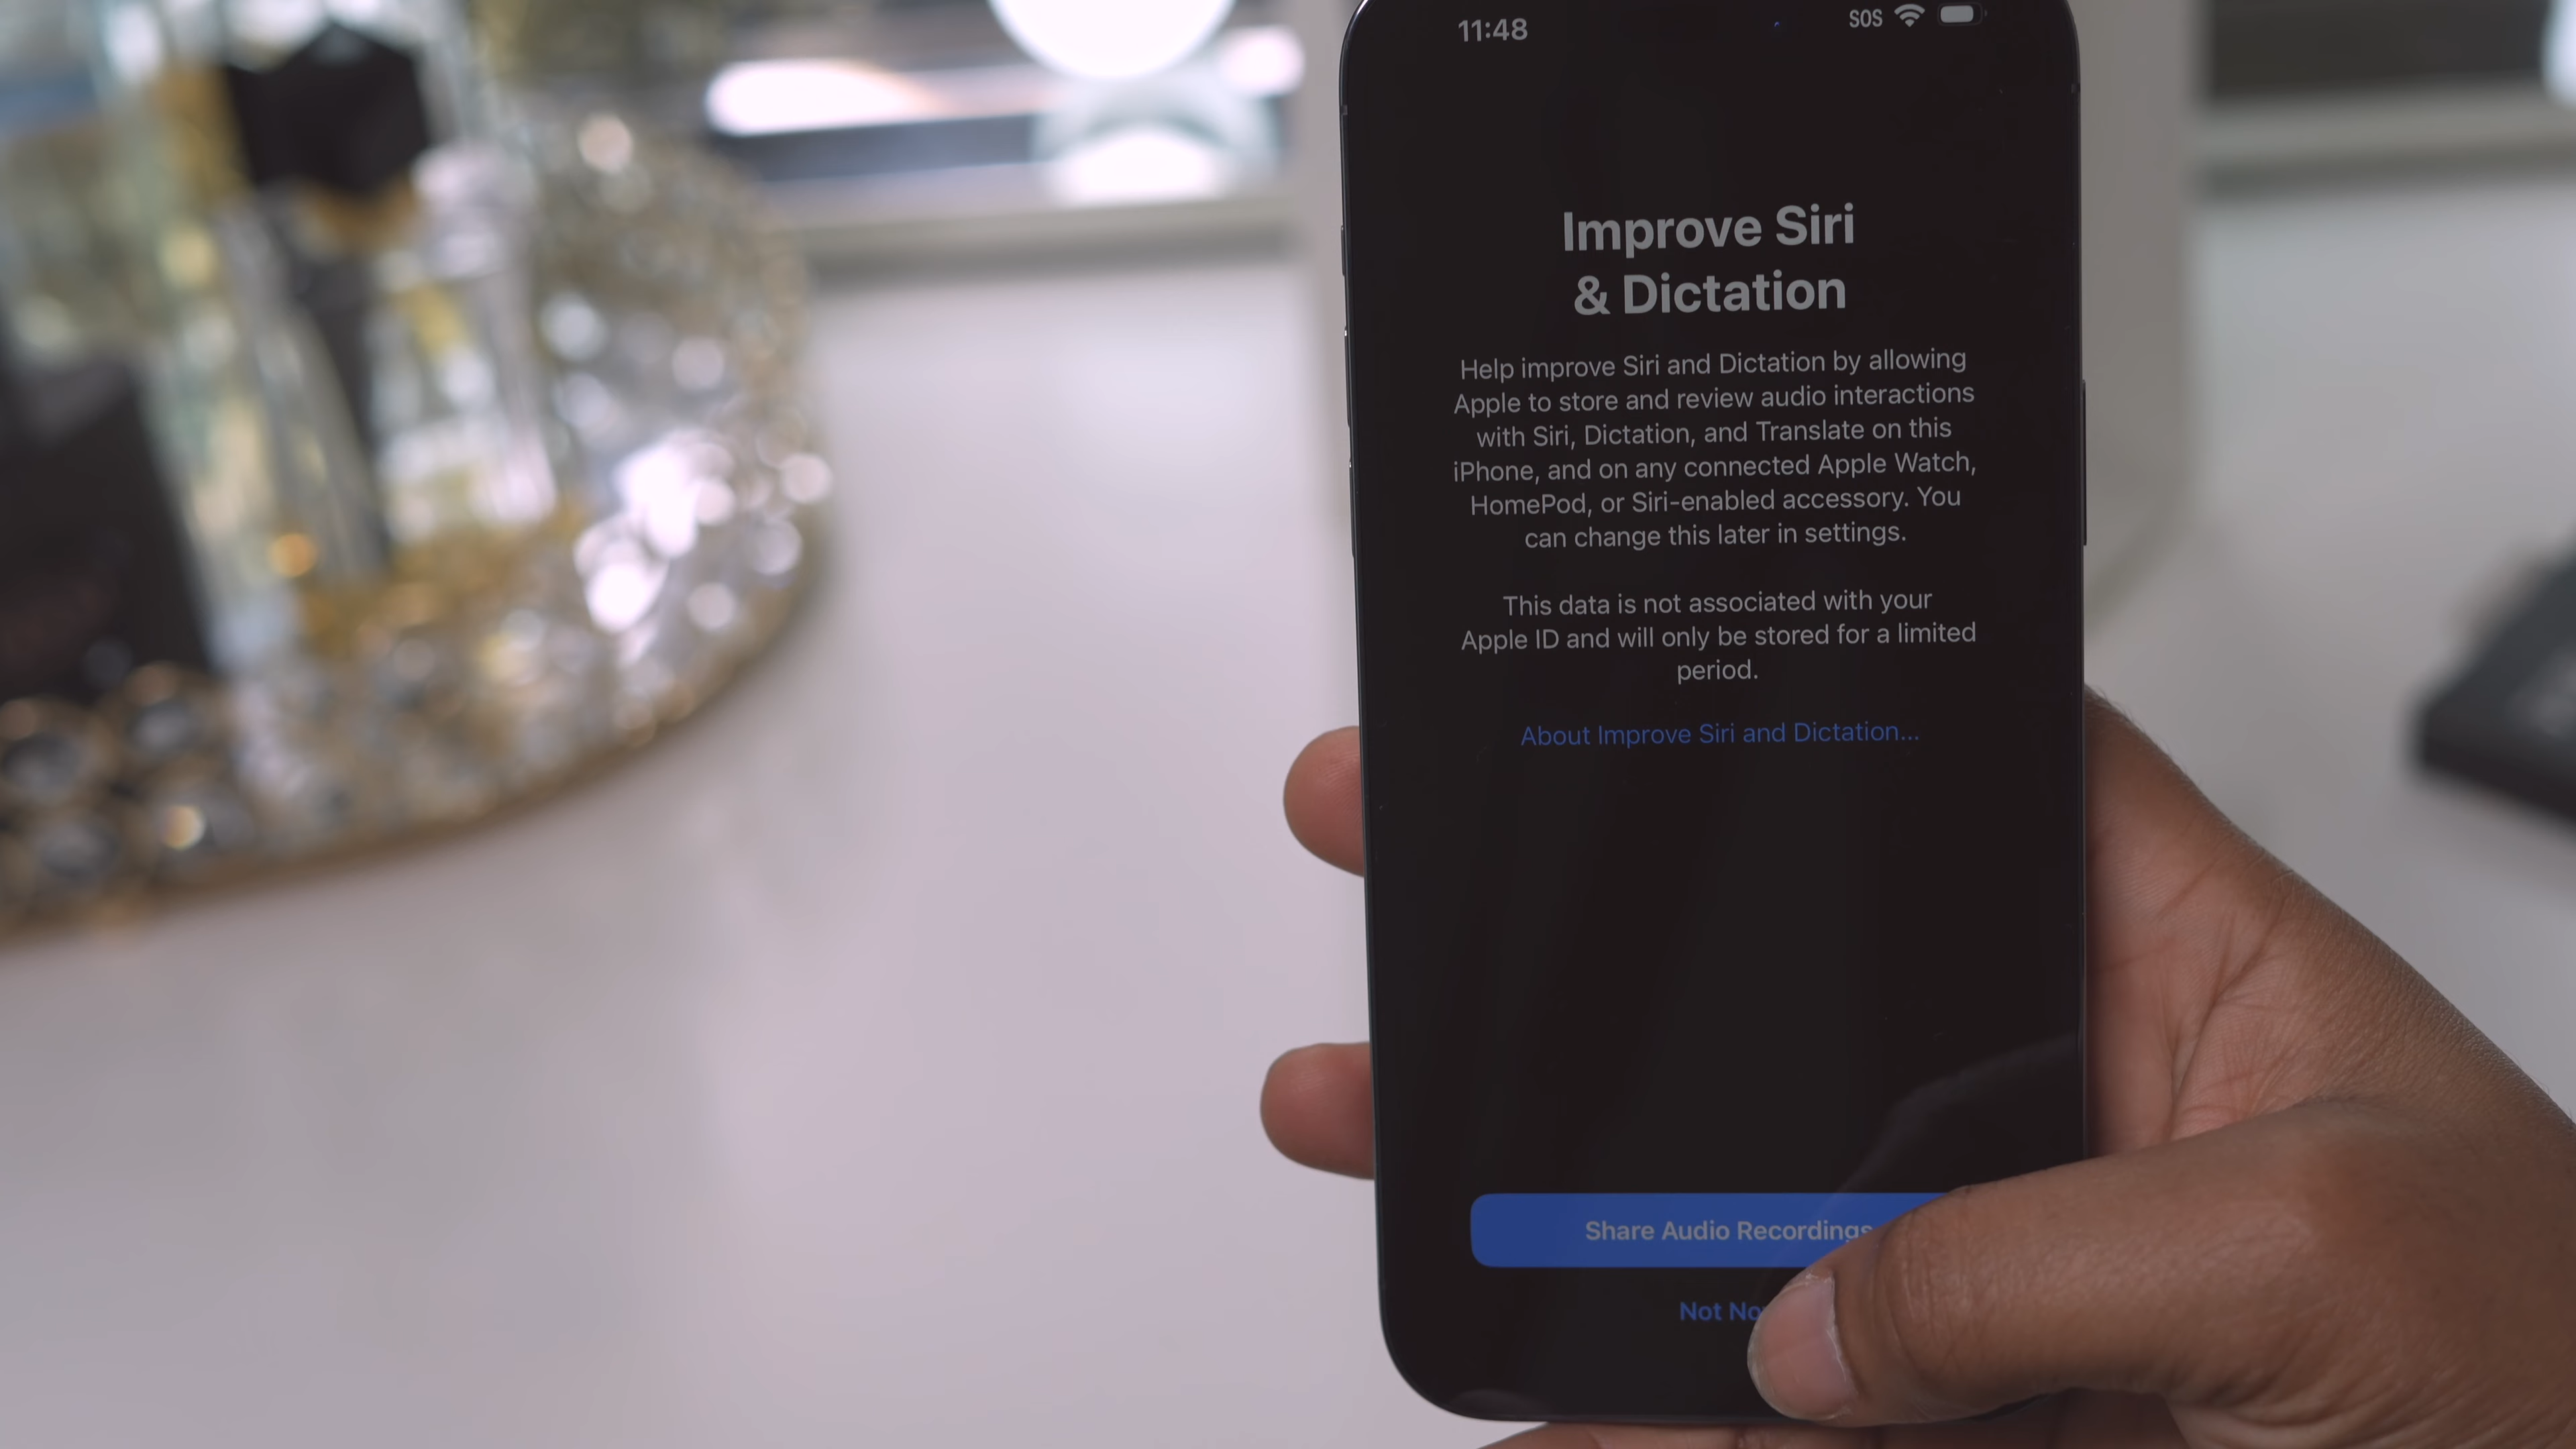 11:48
SOS
Improve Siri
& Dictation
Help improve Siri and Dictation by allowing
Apple to store and review audio interactions
with Siri, Dictation, and Translate on this
iPhone, and on any connected Apple Watch,
HomePod, or Siri-enabled accessory. You
can change this later in settings.
This data is not associated with your
Apple ID and will only be stored for a limited
period.
About Improve Siri and Dictation...
Share Audio Recordings
Not No